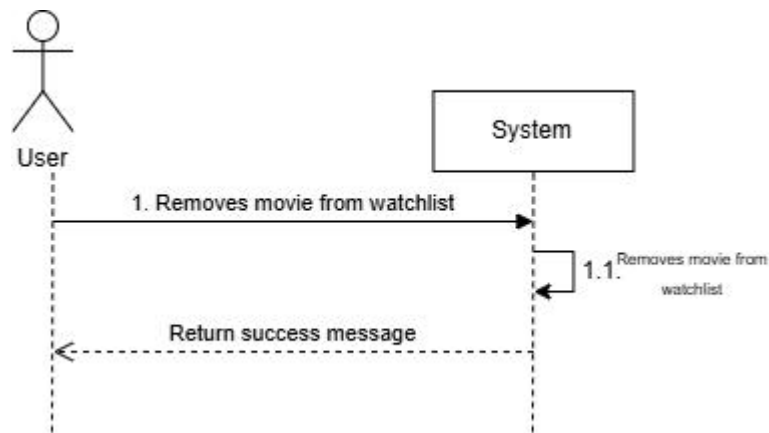 System
User
1. Removes movie from watchlist
1.1. Removes movie from
watchlist
Return success message